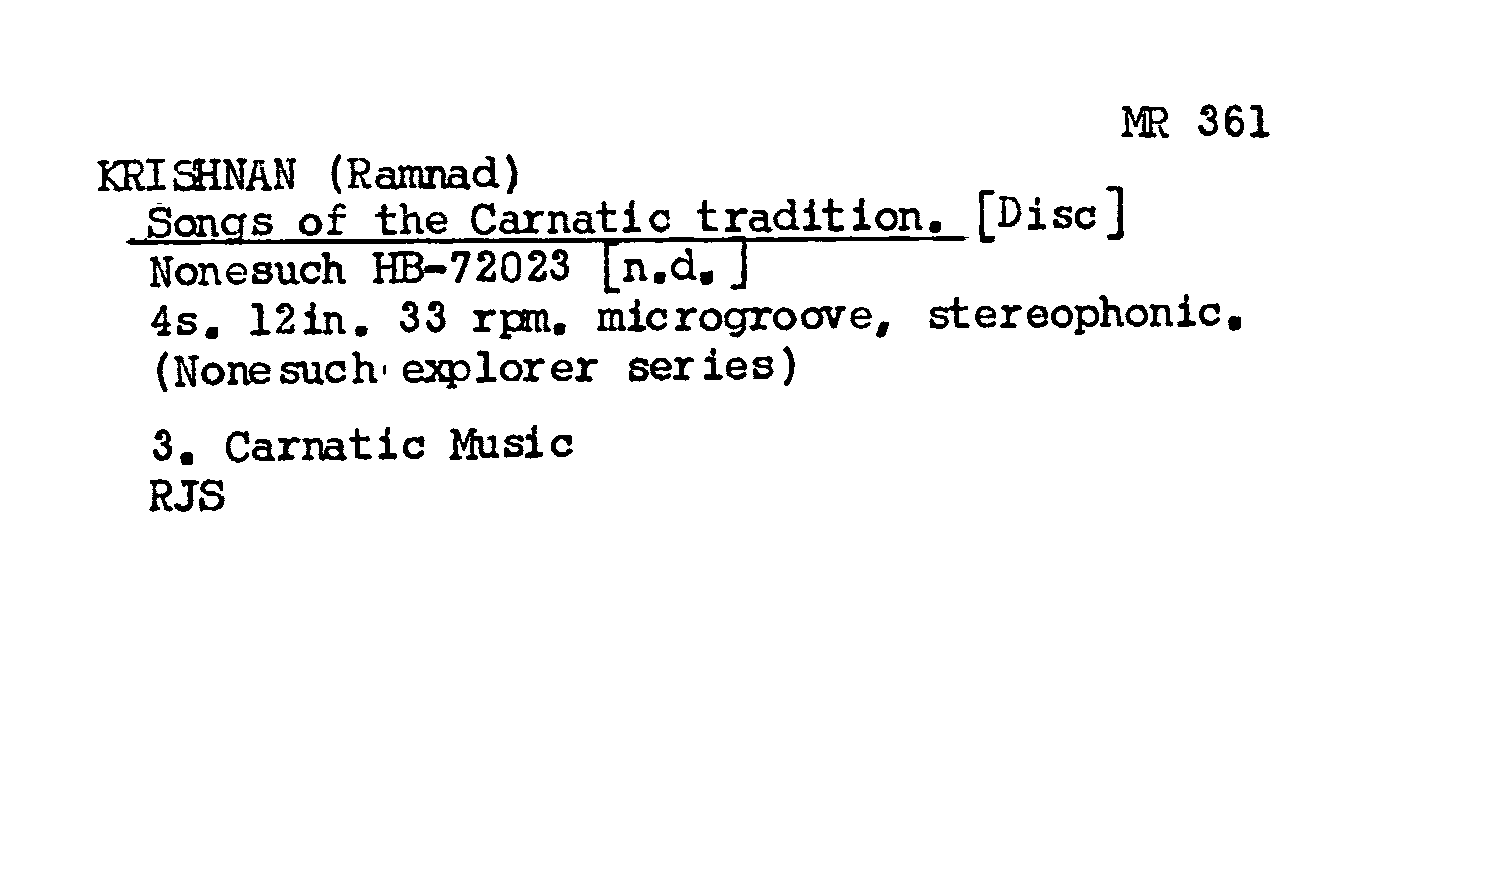 MR 361
KRISHNAN (Ramnad)
Songs of the Carnatic tradition. [Disc]
Nonesuch HB-72023 [n.d.]
4s. 12in. 33 rpm. microgroove, stereophonic.
(Nonesuch explorer series)
3. Carnatic Music
RJS